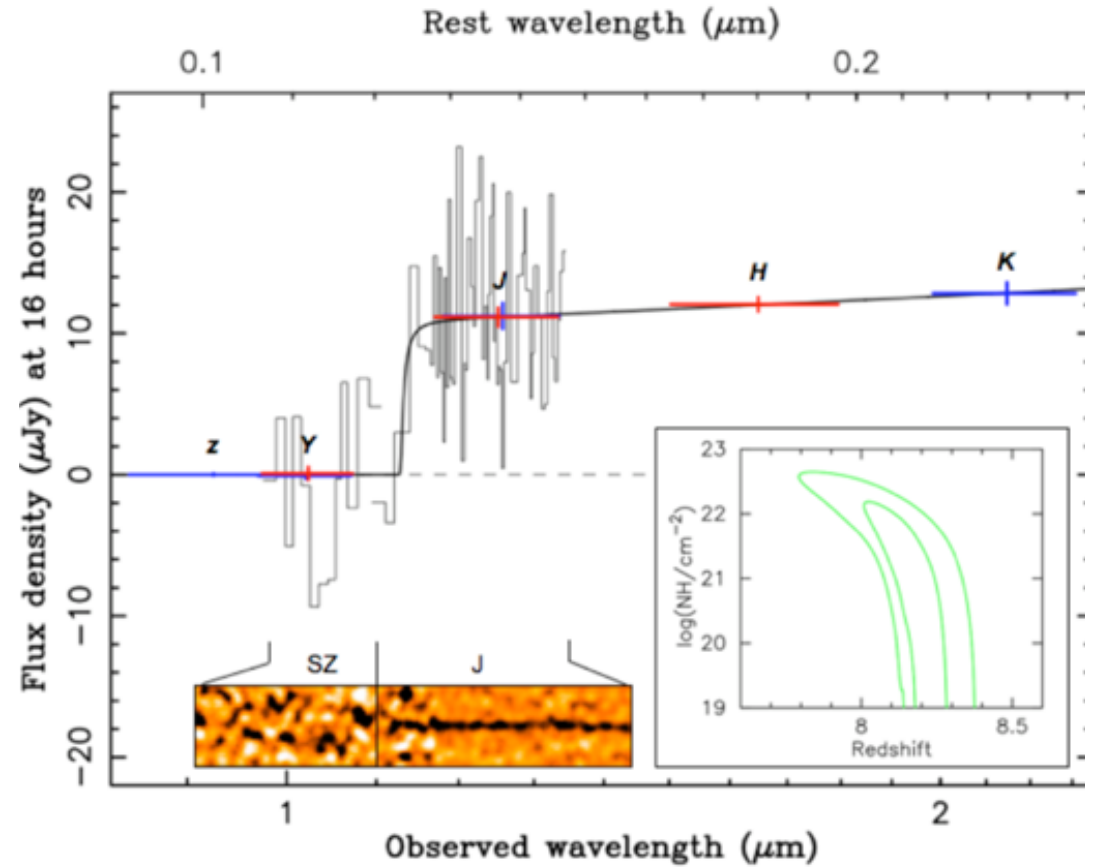 Rest wavelength (μm)
0.1 0.2
Flux density (μJy) at 16 hours
20
10
0
−10
−20
z Y J H K
SZ J
log(NH/cm⁻²)
23
22
21
20
19
8 8.5
Redshift
1 2
Observed wavelength (μm)